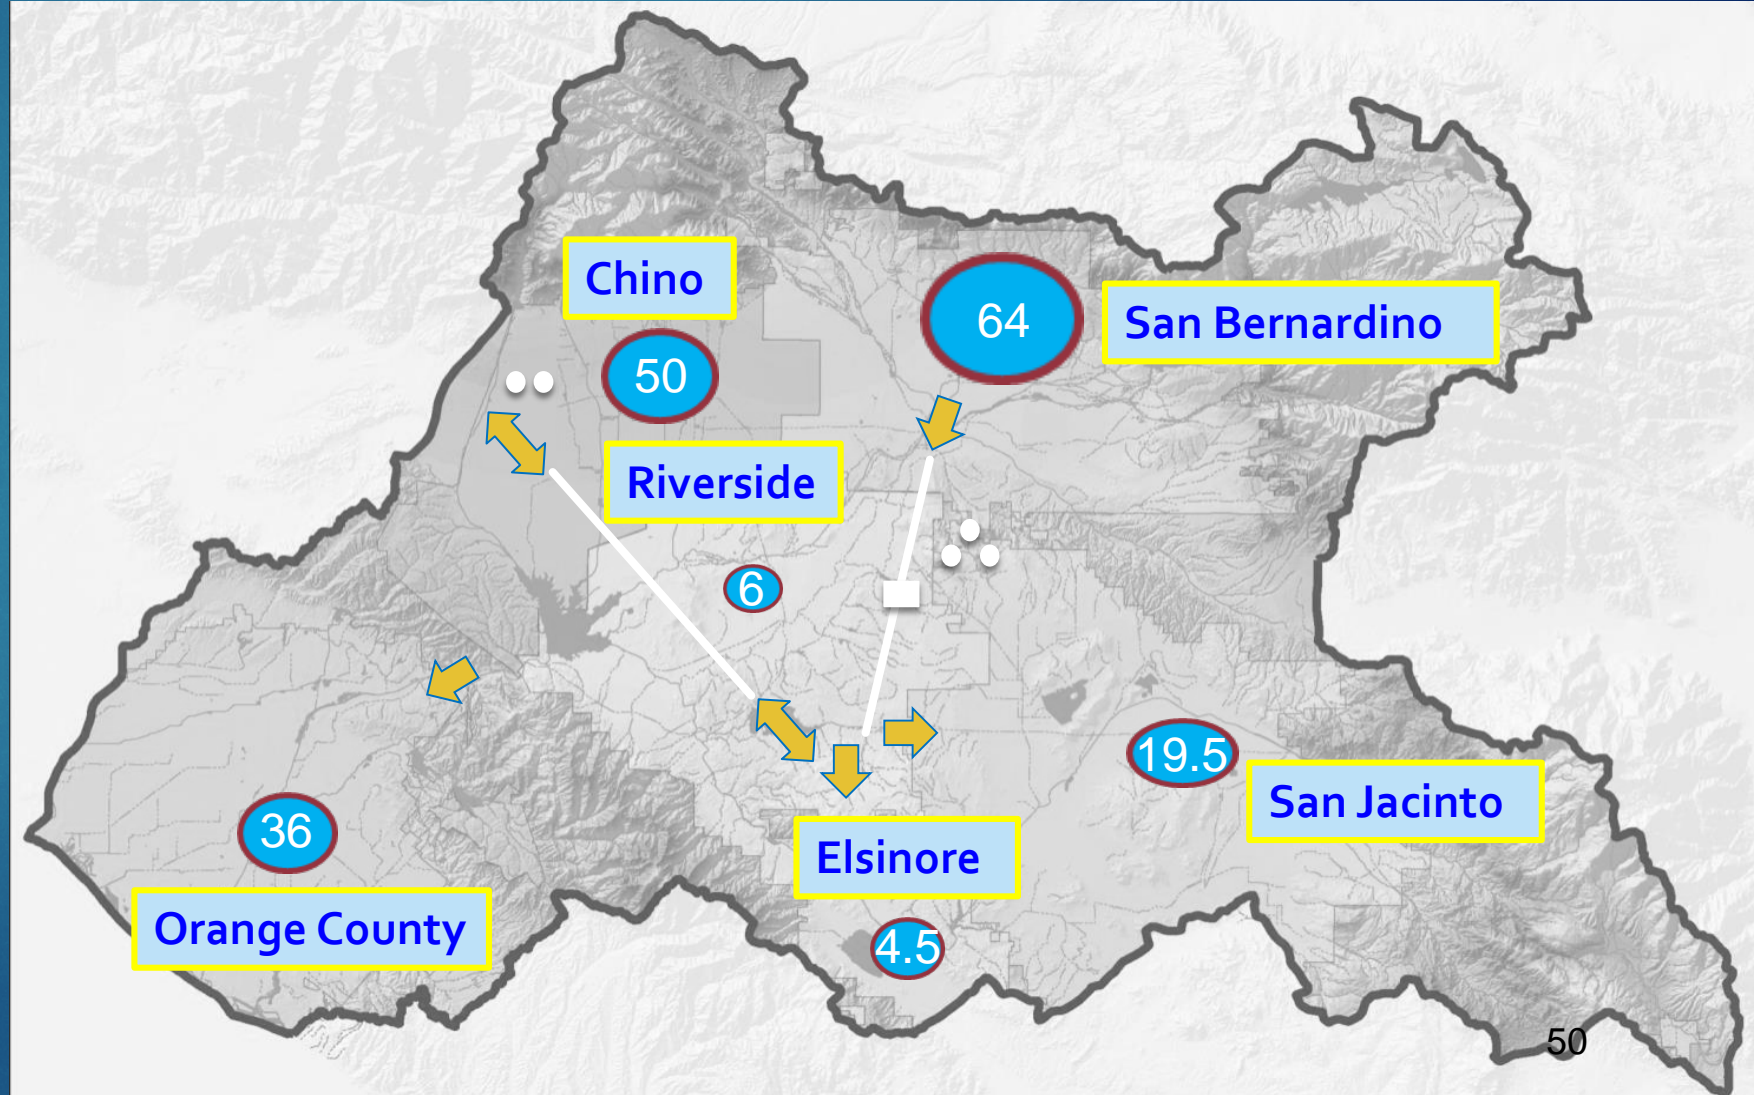 Chino
64
San Bernardino
50
Riverside
6
19.5
San Jacinto
36
Elsinore
Orange County
4.5
50